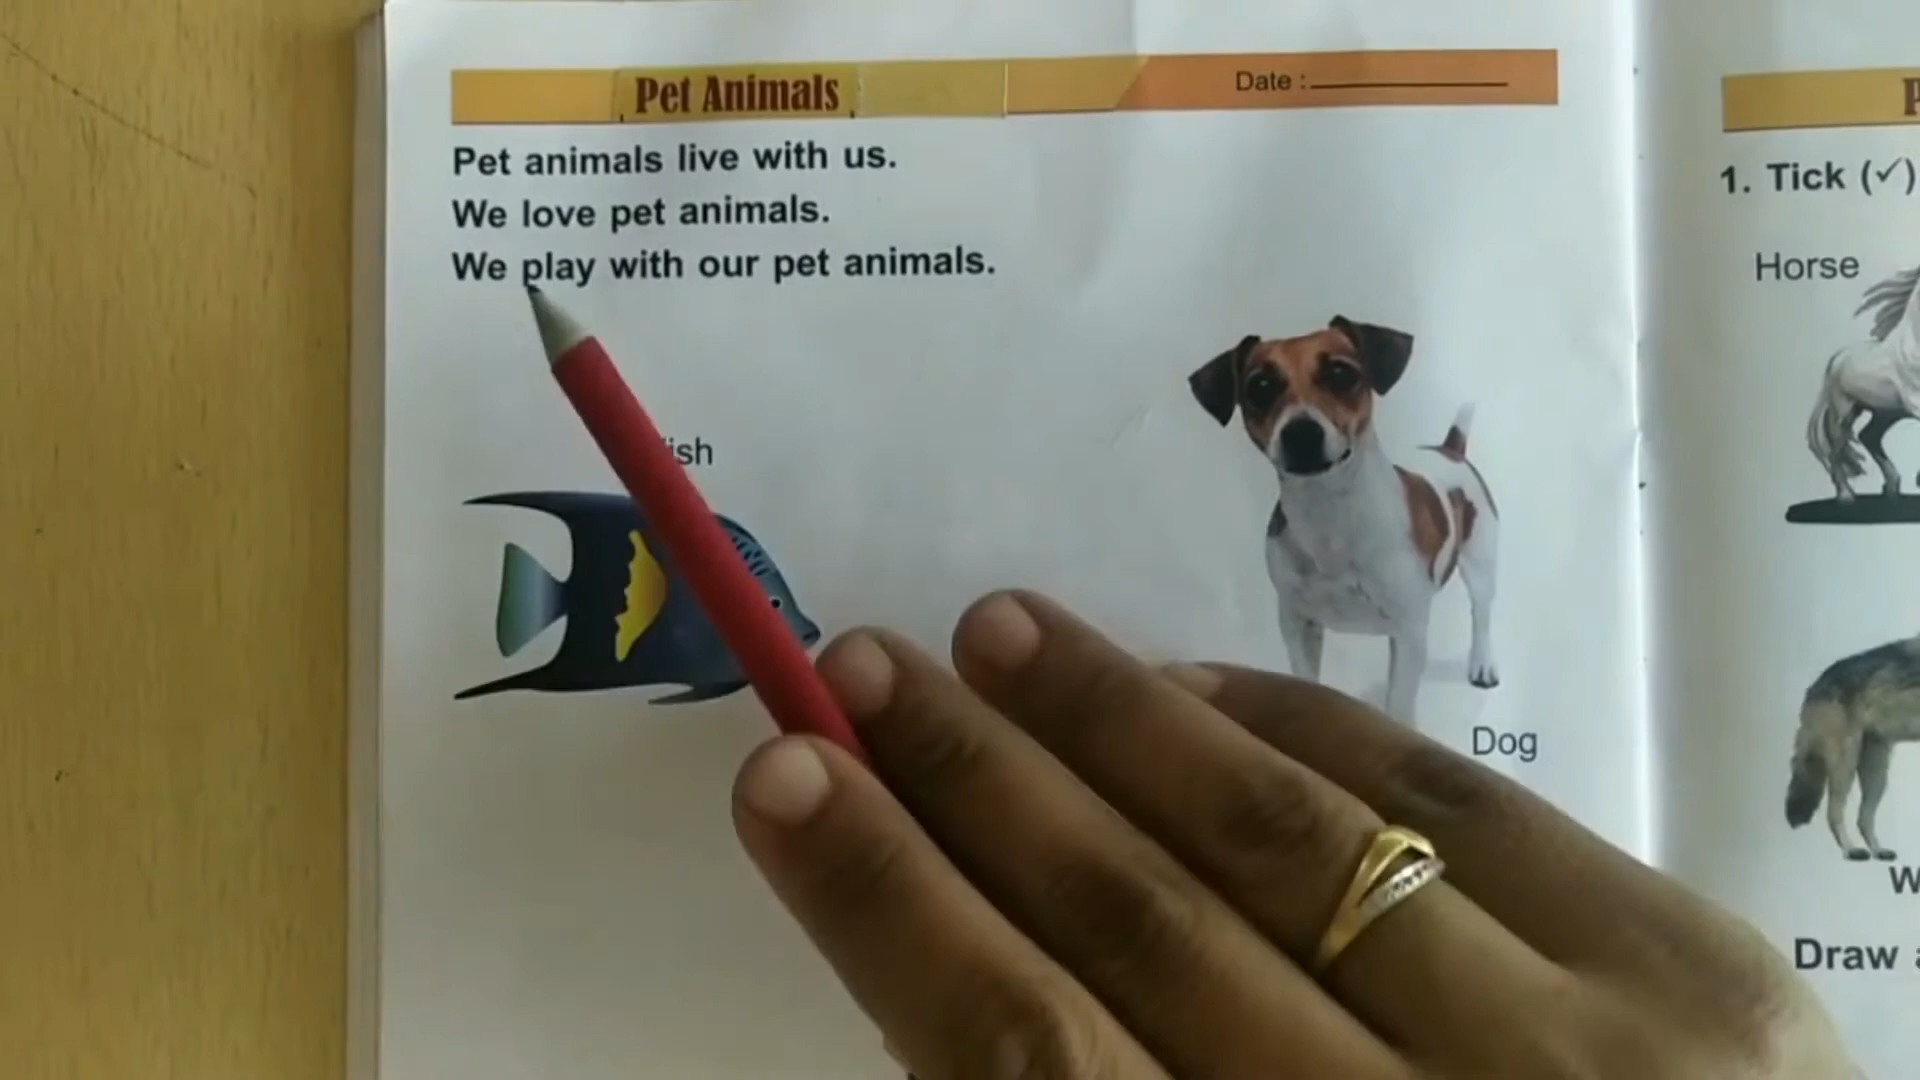 Pet Animals
Date :
Pet animals live with us.
We love pet animals.
We play with our pet animals.
Dog
1. Tick (✓)
Horse
Draw